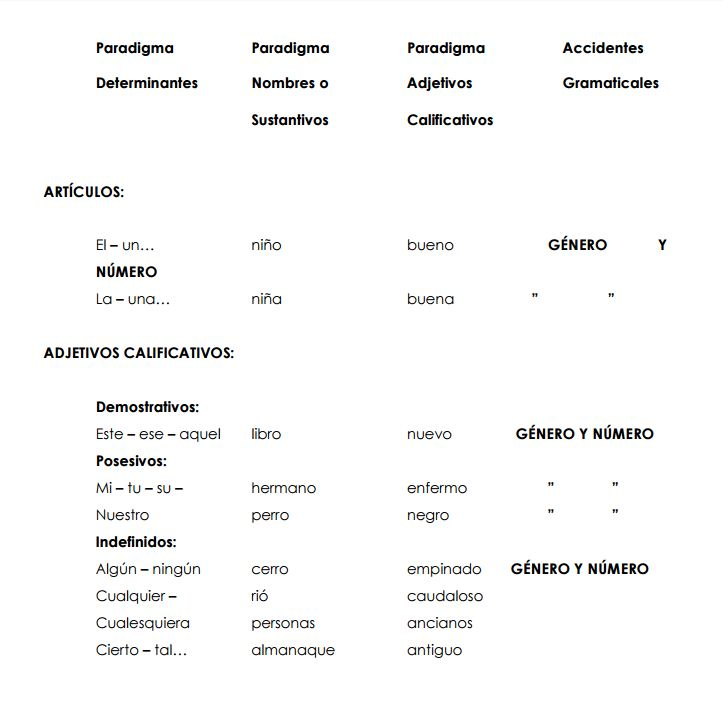 Paradigma Paradigma Paradigma Accidentes
Determinantes Nombres o Adjetivos Gramaticales
Sustantivos Calificativos
ARTÍCULOS:
El – un… niño bueno GÉNERO Y
NÚMERO
La – una… niña buena ” ”
ADJETIVOS CALIFICATIVOS:
Demostrativos:
Este – ese – aquel libro nuevo GÉNERO Y NÚMERO
Posesivos:
Mi – tu – su – hermano enfermo ” ”
Nuestro perro negro ” ”
Indefinidos:
Algún – ningún cerro empinado GÉNERO Y NÚMERO
Cualquier – rió caudaloso
Cualesquiera personas ancianos
Cierto – tal… almanaque antiguo